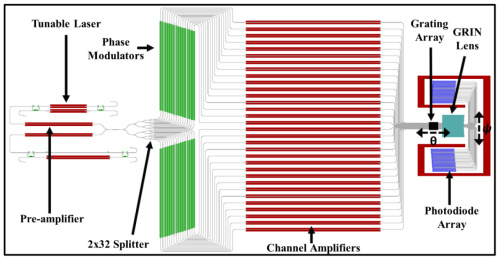 Tunable Laser
Phase
Modulators
Grating
Array
GRIN
Lens
θ
ψ
Pre-amplifier
2x32 Splitter
Channel Amplifiers
Photodiode
Array